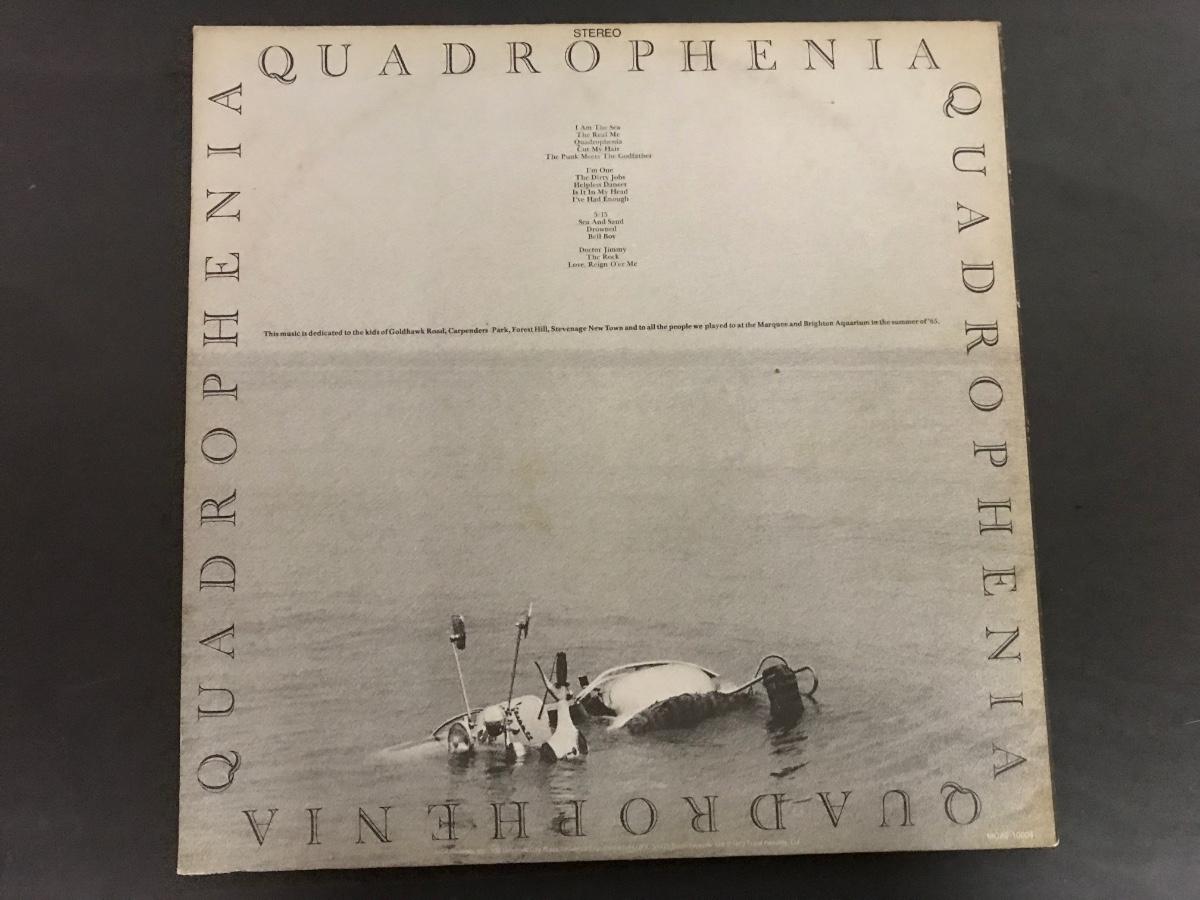 STEREO
QUADROPHENIA
QUADROPHENIA
QUADROPHENIA
QUADROPHENIA
I Am The Sea
The Real Me
Quadrophenia
Cut My Hair
The Punk Meets The Godfather
I'm One
The Dirty Jobs
Helpless Dancer
Is It In My Head
I've Had Enough
5:15
Sea And Sand
Drowned
Bell Boy
Doctor Jimmy
The Rock
Love, Reign O'er Me
This music is dedicated to the kids of Goldhawk Road, Carpenders Park, Forest Hill, Stevenage New Town and to all the people we played to at the Marquee and Brighton Aquarium in the summer of '65.